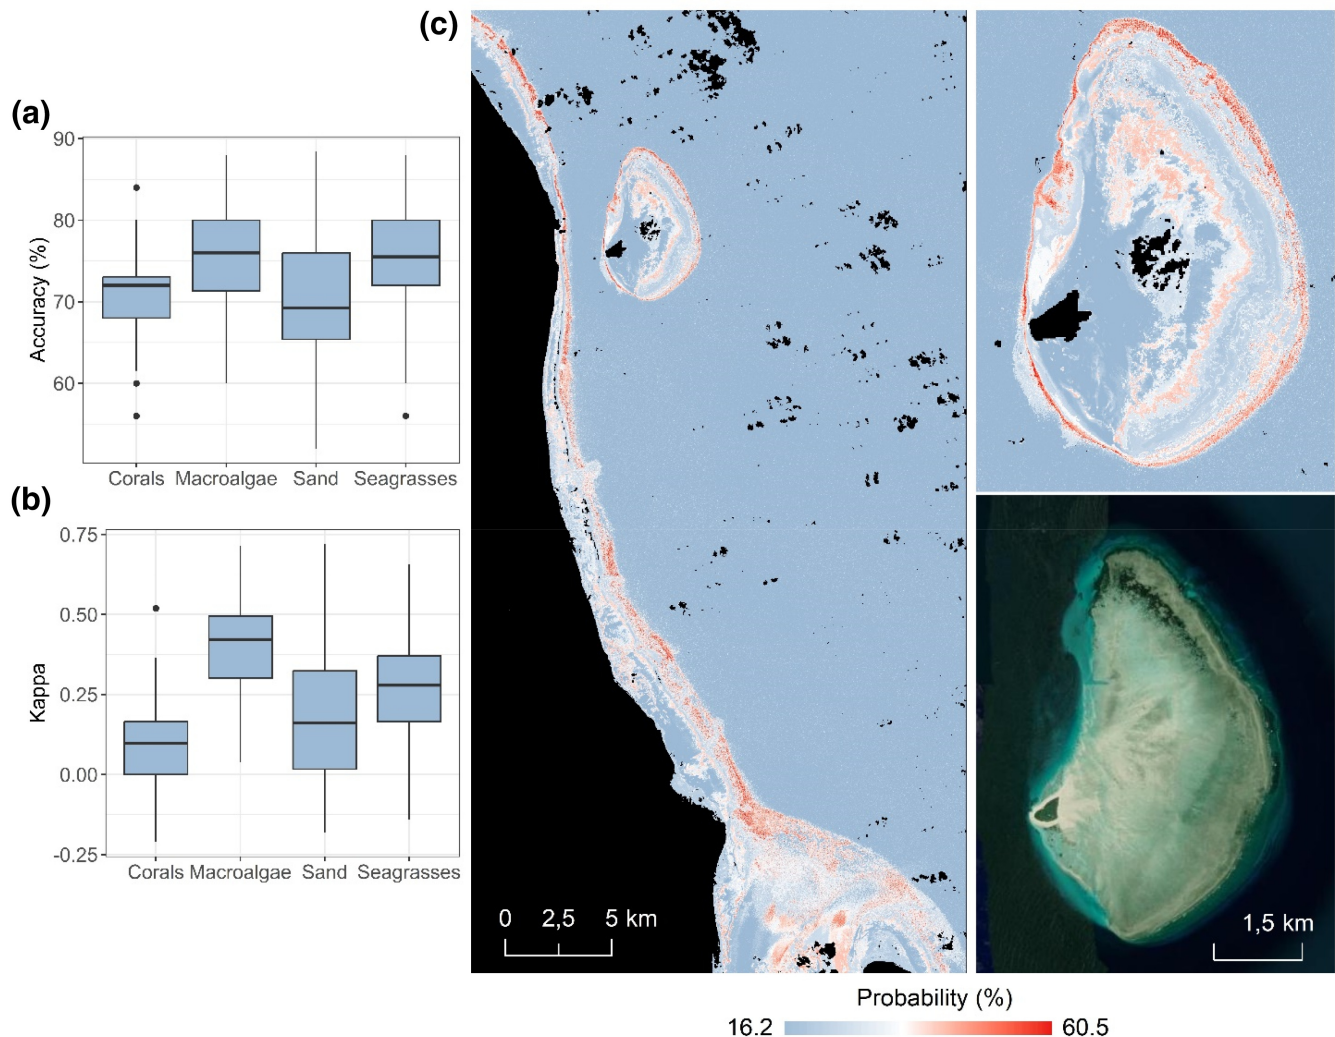 (a)
90
80
70
60
Accuracy (%)
Corals Macroalgae Sand Seagrasses
(b)
0.75
0.50
0.25
0.00
-0.25
Kappa
Corals Macroalgae Sand Seagrasses
(c)
0 2,5 5 km
1,5 km
Probability (%)
16.2 60.5